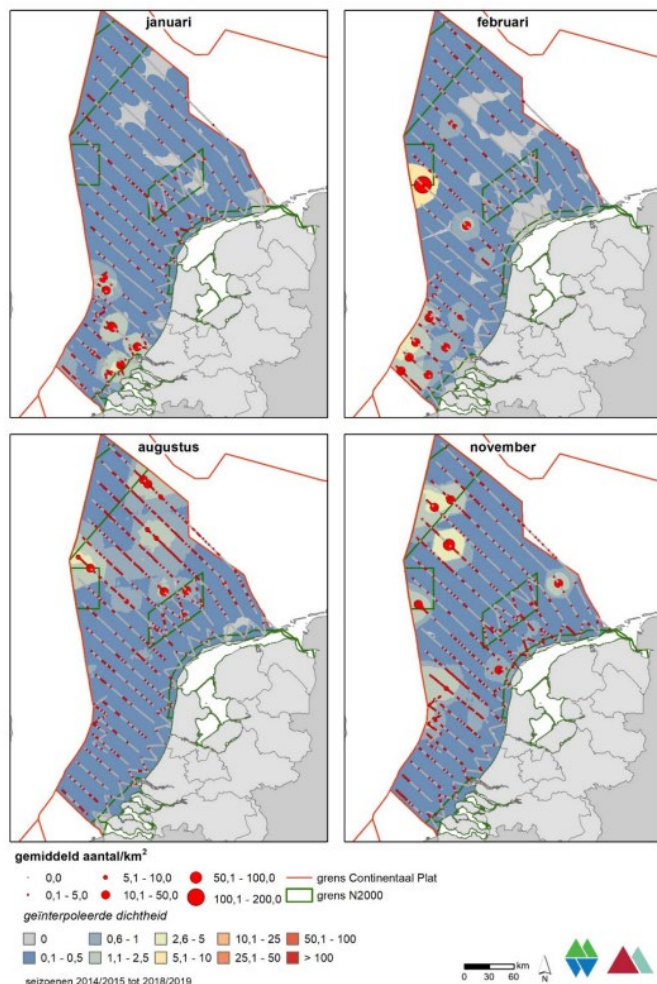 januari
februari
augustus
november
gemiddeld aantal/km²
0,0
5,1 - 10,0
50,1 - 100,0
grens Continentaal Plat
0,1 - 5,0
10,1 - 50,0
100,1 - 200,0
grens N2000
geïnterpoleerde dichtheid
0
0,6 - 1
2,6 - 5
10,1 - 25
50,1 - 100
0,1 - 0,5
1,1 - 2,5
5,1 - 10
25,1 - 50
> 100
km
0 30 60
N
seizoenen 2014/2015 tot 2018/2019